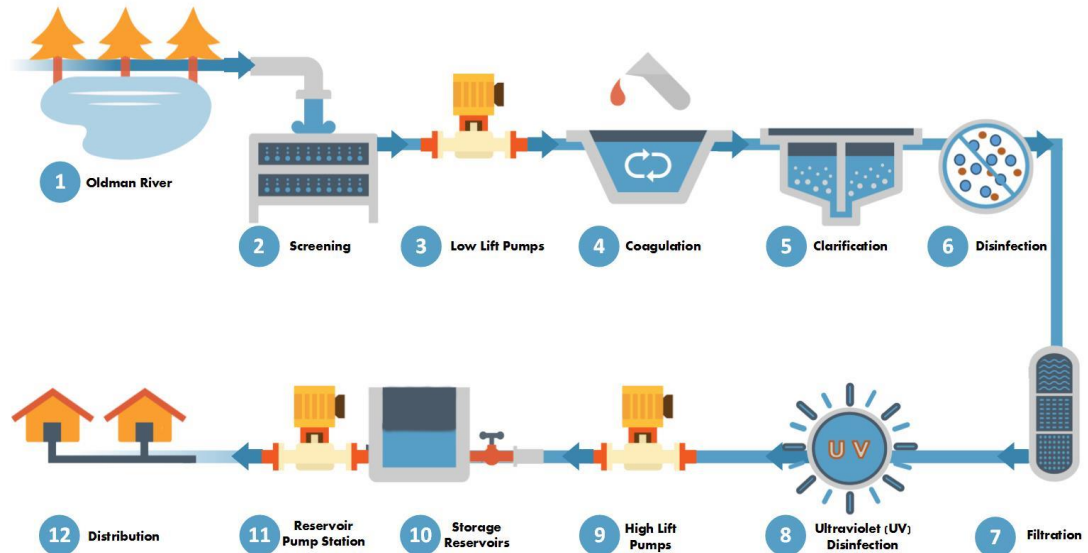 1 Oldman River
2 Screening
3 Low Lift Pumps
4 Coagulation
5 Clarification
6 Disinfection
7 Filtration
UV
8 Ultraviolet (UV)
Disinfection
9 High Lift
Pumps
10 Storage
Reservoirs
11 Reservoir
Pump Station
12 Distribution